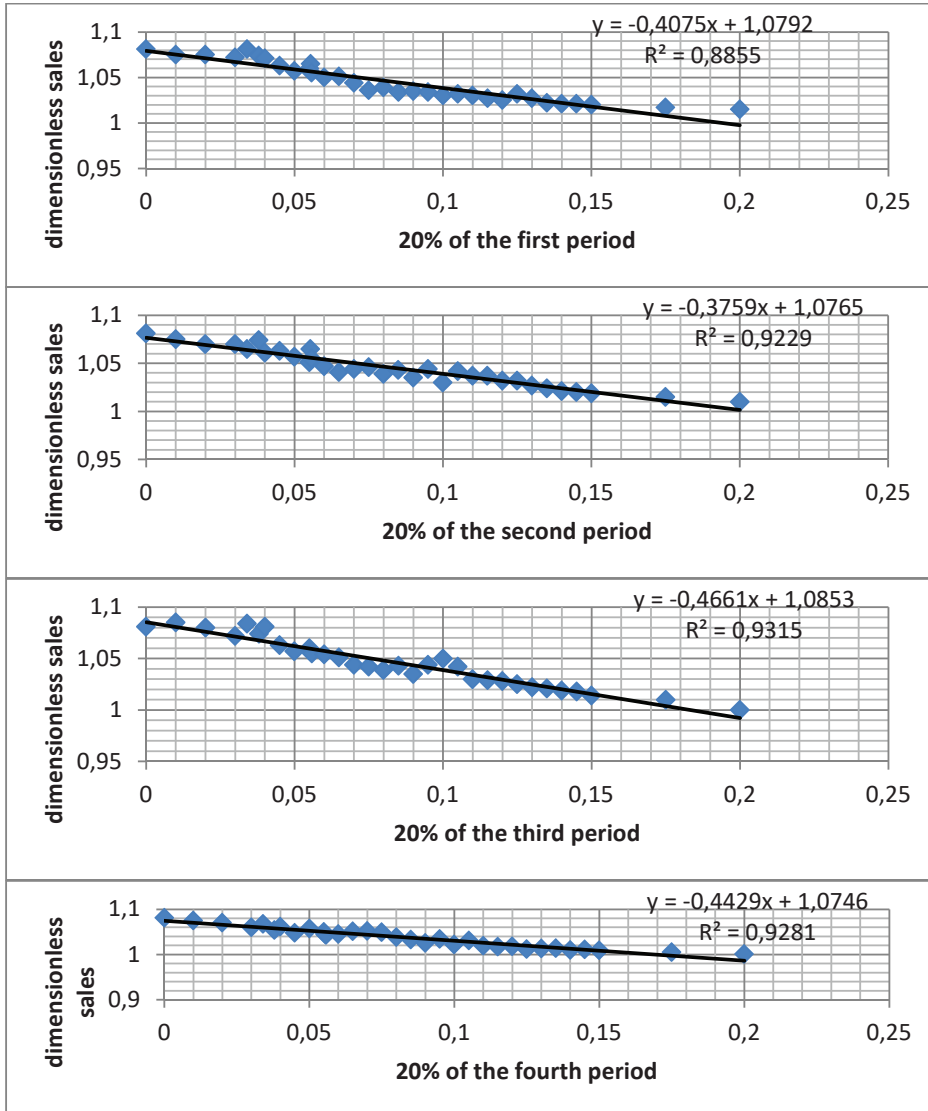 y = -0,4075x + 1,0792
R² = 0,8855
1,1
1,05
1
0,95
0 0,05 0,1 0,15 0,2 0,25
dimensionless sales
20% of the first period
y = -0,3759x + 1,0765
R² = 0,9229
1,1
1,05
1
0,95
0 0,05 0,1 0,15 0,2 0,25
dimensionless sales
20% of the second period
y = -0,4661x + 1,0853
R² = 0,9315
1,1
1,05
1
0,95
0 0,05 0,1 0,15 0,2 0,25
dimensionless sales
20% of the third period
y = -0,4429x + 1,0746
R² = 0,9281
1,1
1
0,9
0 0,05 0,1 0,15 0,2 0,25
dimensionless
sales
20% of the fourth period